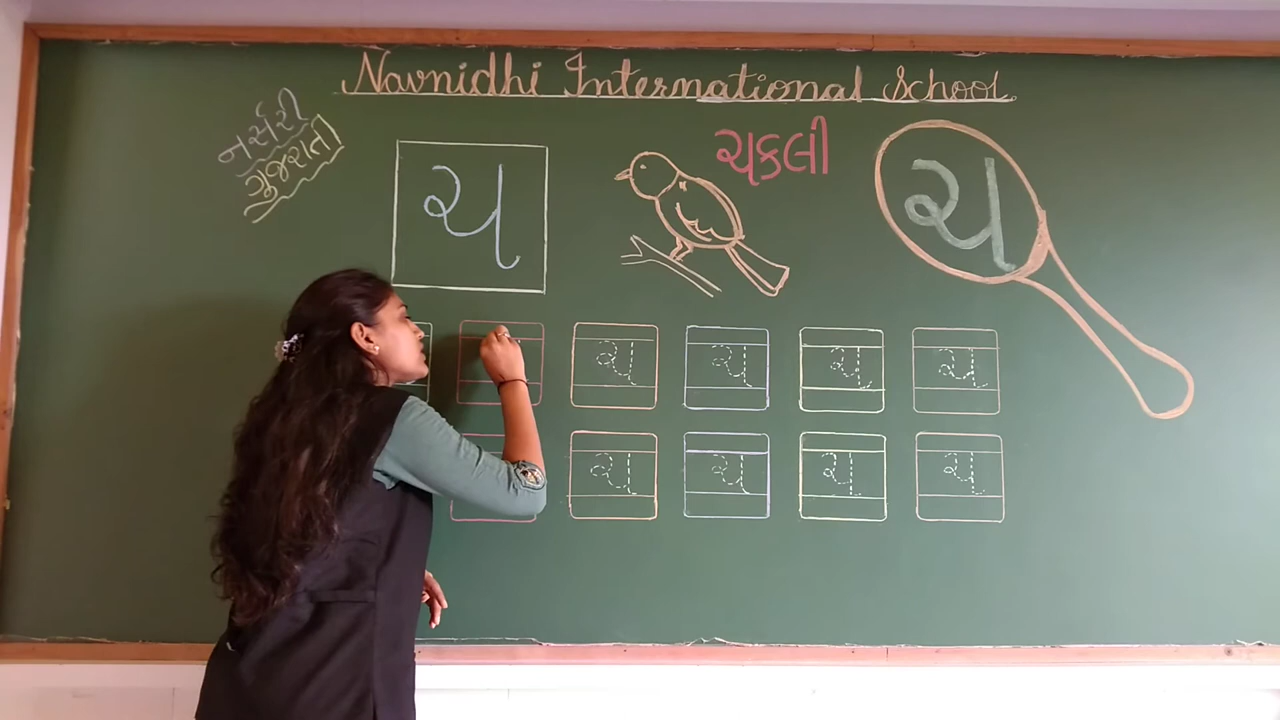 Navnidhi International School
નર્સરી
ગુજરાતી
ચ
ચકલી
ચ
ચ ચ ચ ચ
ચ ચ ચ ચ